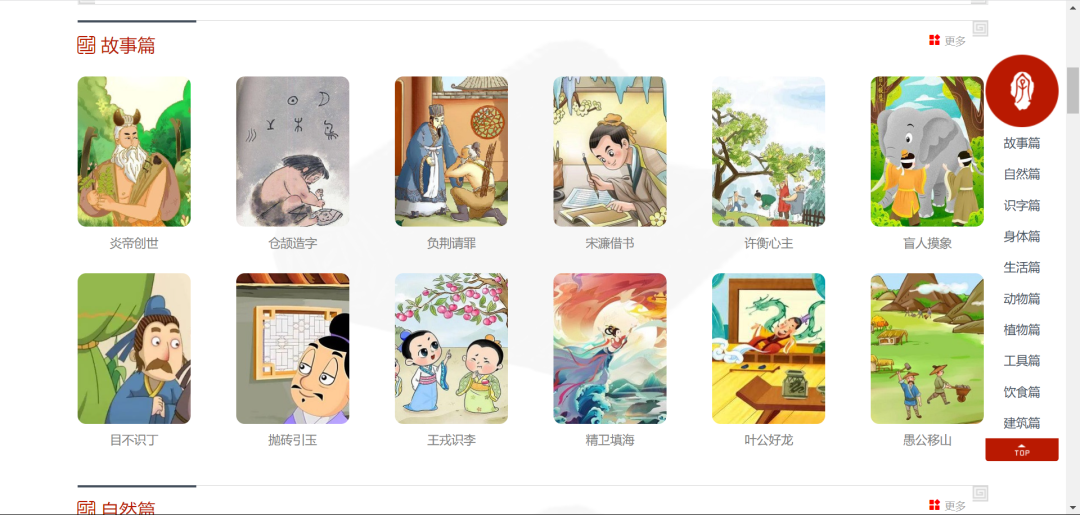 故事篇
更多
炎帝创世
仓颉造字
负荆请罪
宋濂借书
许衡心主
盲人摸象
目不识丁
抛砖引玉
王戎识李
精卫填海
叶公好龙
愚公移山
自然篇
更多
故事篇
自然篇
识字篇
身体篇
生活篇
动物篇
植物篇
工具篇
饮食篇
建筑篇
TOP